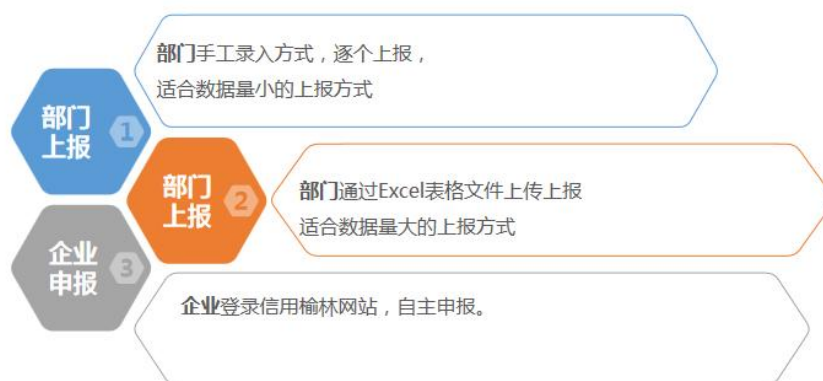 部门手工录入方式，逐个上报，
适合数据量小的上报方式
部门
上报
1
部门
上报
2
部门通过Excel表格文件上传上报
适合数据量大的上报方式
企业
申报
3
企业登录信用榆林网站，自主申报。